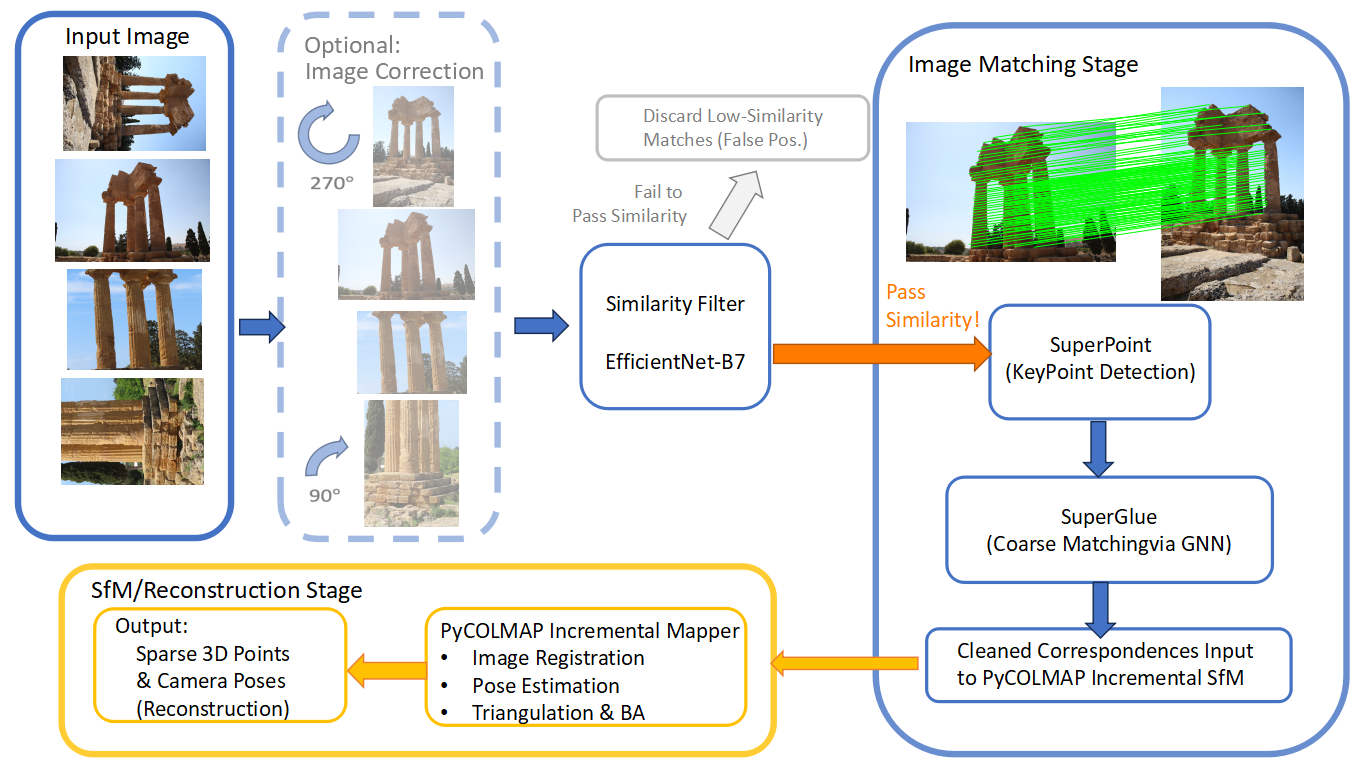 Input Image
Optional:
Image Correction
270°
90°
Discard Low-Similarity
Matches (False Pos.)
Fail to
Pass Similarity
Similarity Filter
EfficientNet-B7
Pass
Similarity!
Image Matching Stage
SuperPoint
(KeyPoint Detection)
SuperGlue
(Coarse Matchingvia GNN)
Cleaned Correspondences Input
to PyCOLMAP Incremental SfM
SfM/Reconstruction Stage
PyCOLMAP Incremental Mapper
• Image Registration
• Pose Estimation
• Triangulation & BA
Output:
Sparse 3D Points
& Camera Poses
(Reconstruction)